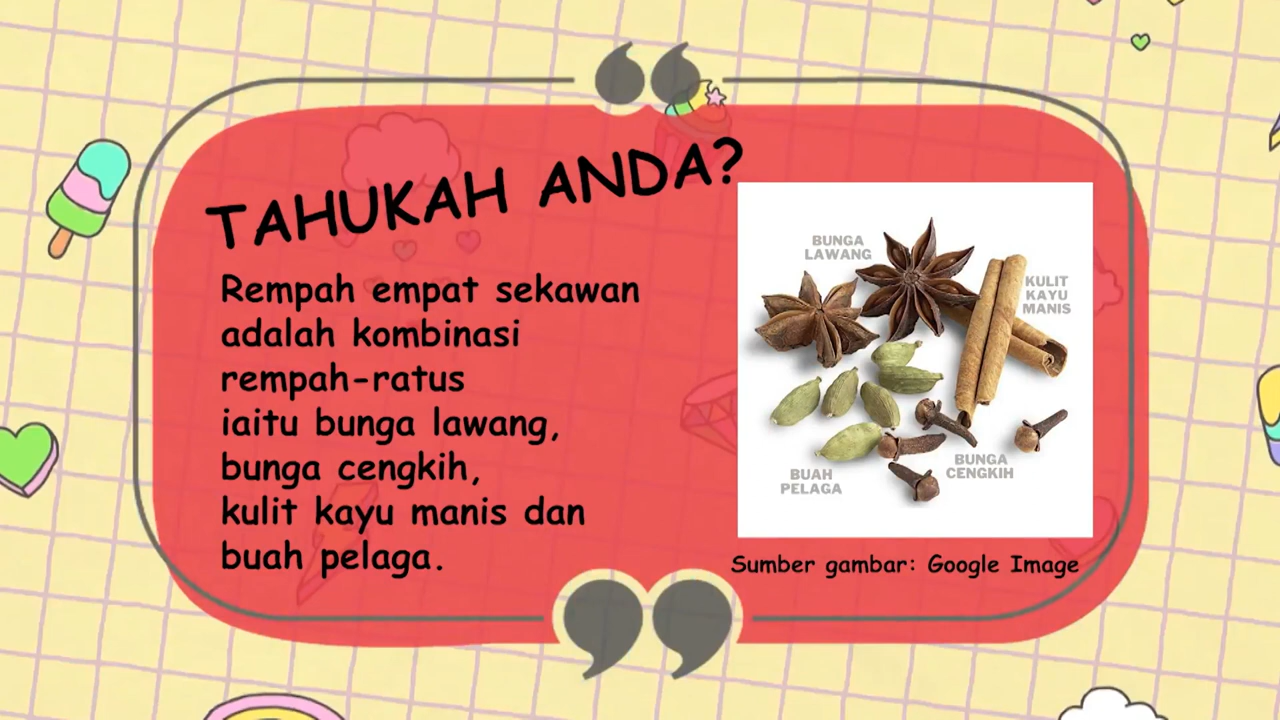 TAHUKAH ANDA?
Rempah empat sekawan
adalah kombinasi
rempah-ratus
iaitu bunga lawang,
bunga cengkih,
kulit kayu manis dan
buah pelaga.
BUNGA
LAWANG
KULIT
KAYU
MANIS
BUNGA
CENGKIH
BUAH
PELAGA
Sumber gambar: Google Image